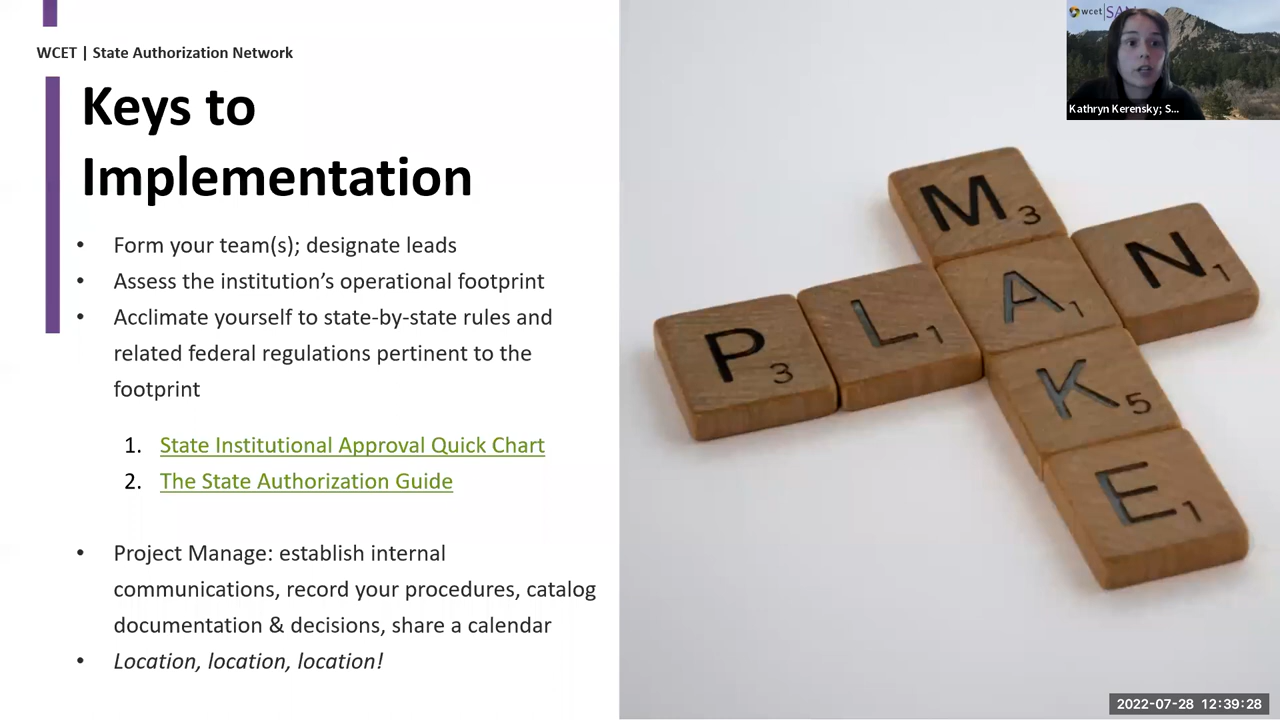 WCET | State Authorization Network
Keys to
Implementation
• Form your team(s); designate leads
• Assess the institution’s operational footprint
• Acclimate yourself to state-by-state rules and
related federal regulations pertinent to the
footprint
1. State Institutional Approval Quick Chart
2. The State Authorization Guide
• Project Manage: establish internal
communications, record your procedures, catalog
documentation & decisions, share a calendar
• Location, location, location!
wcet
Kathryn Kerensky; S...
M3
P3 L1 A1 N1
K5
E1
2022-07-28 12:39:28